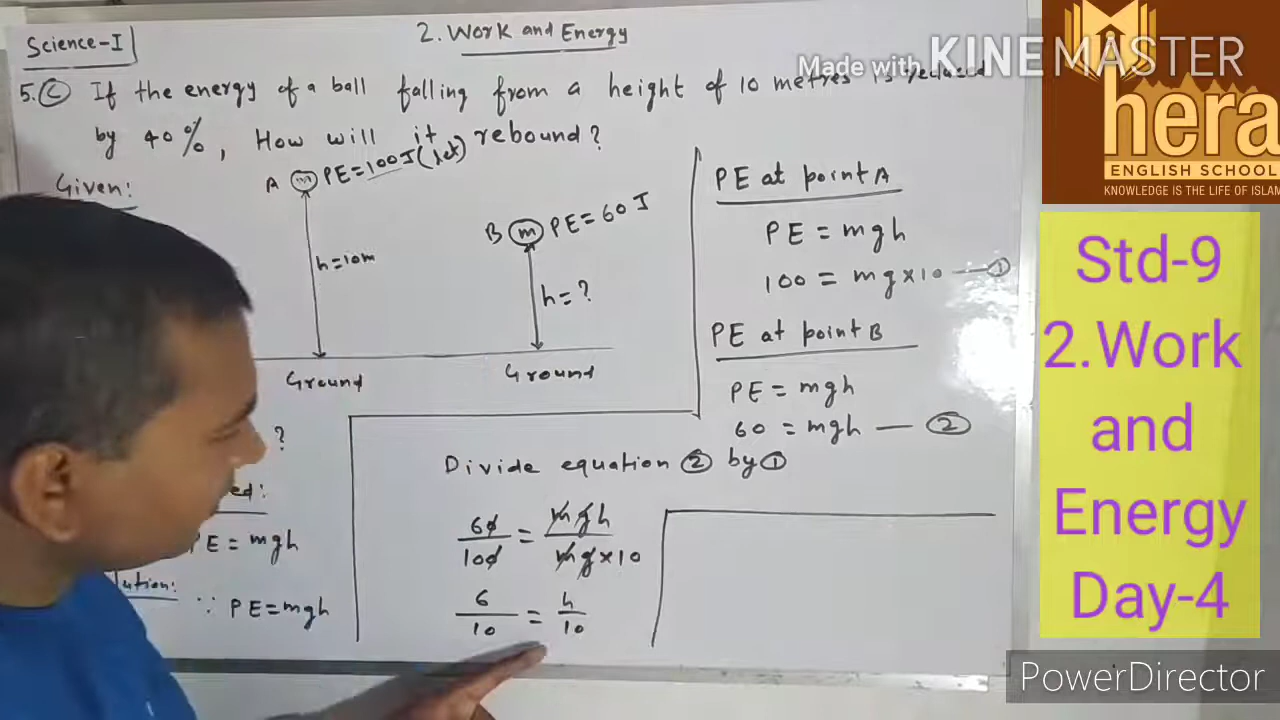 Science-I
2. Work and Energy
5. C If the energy of a ball falling from a height of 10 metres is reduced
by 40%, How will it rebound?
Given:
A m PE=100J (let)
h=10m
B m PE=60J
h=?
Ground
Ground
?
PE = mgh
∵ PE=mgh
PE at point A
PE = mgh
100 = mg×10 — 1
PE at point B
PE = mgh
60 = mgh — 2
Divide equation 2 by 1
60/100 = mgh/mg×10
6/10 = h/10
Made with KINEMASTER
hera
ENGLISH SCHOOL
KNOWLEDGE IS THE LIFE OF ISLAM
Std-9
2.Work
and
Energy
Day-4
PowerDirector